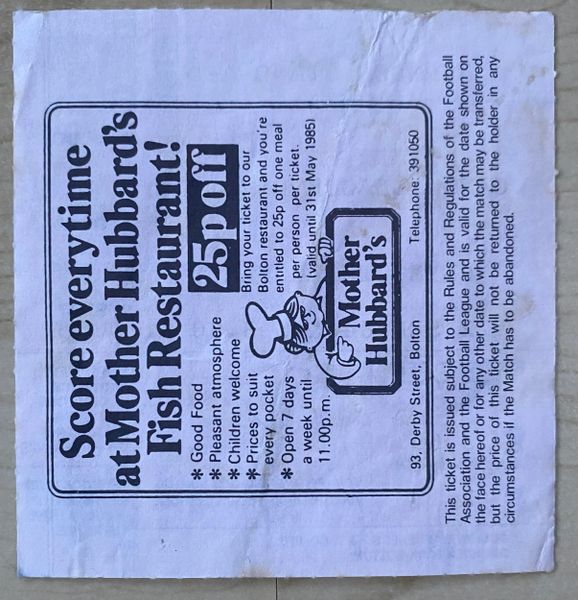 Score everytime
at Mother Hubbard's
Fish Restaurant!
* Good Food
* Pleasant atmosphere
* Children welcome
* Prices to suit
every pocket
* Open 7 days
a week until
11.00p.m.
25p off
Bring your ticket to our
Bolton restaurant and you're
entitled to 25p off one meal
per person per ticket.
(valid until 31st May 1985)
Mother
Hubbard's
93, Derby Street, Bolton Telephone: 391050
This ticket is issued subject to the Rules and Regulations of the Football
Association and the Football League and is valid for the date shown on
the face hereof or for any other date to which the match may be transferred,
but the price of this ticket will not be returned to the holder in any
circumstances if the Match has to be abandoned.